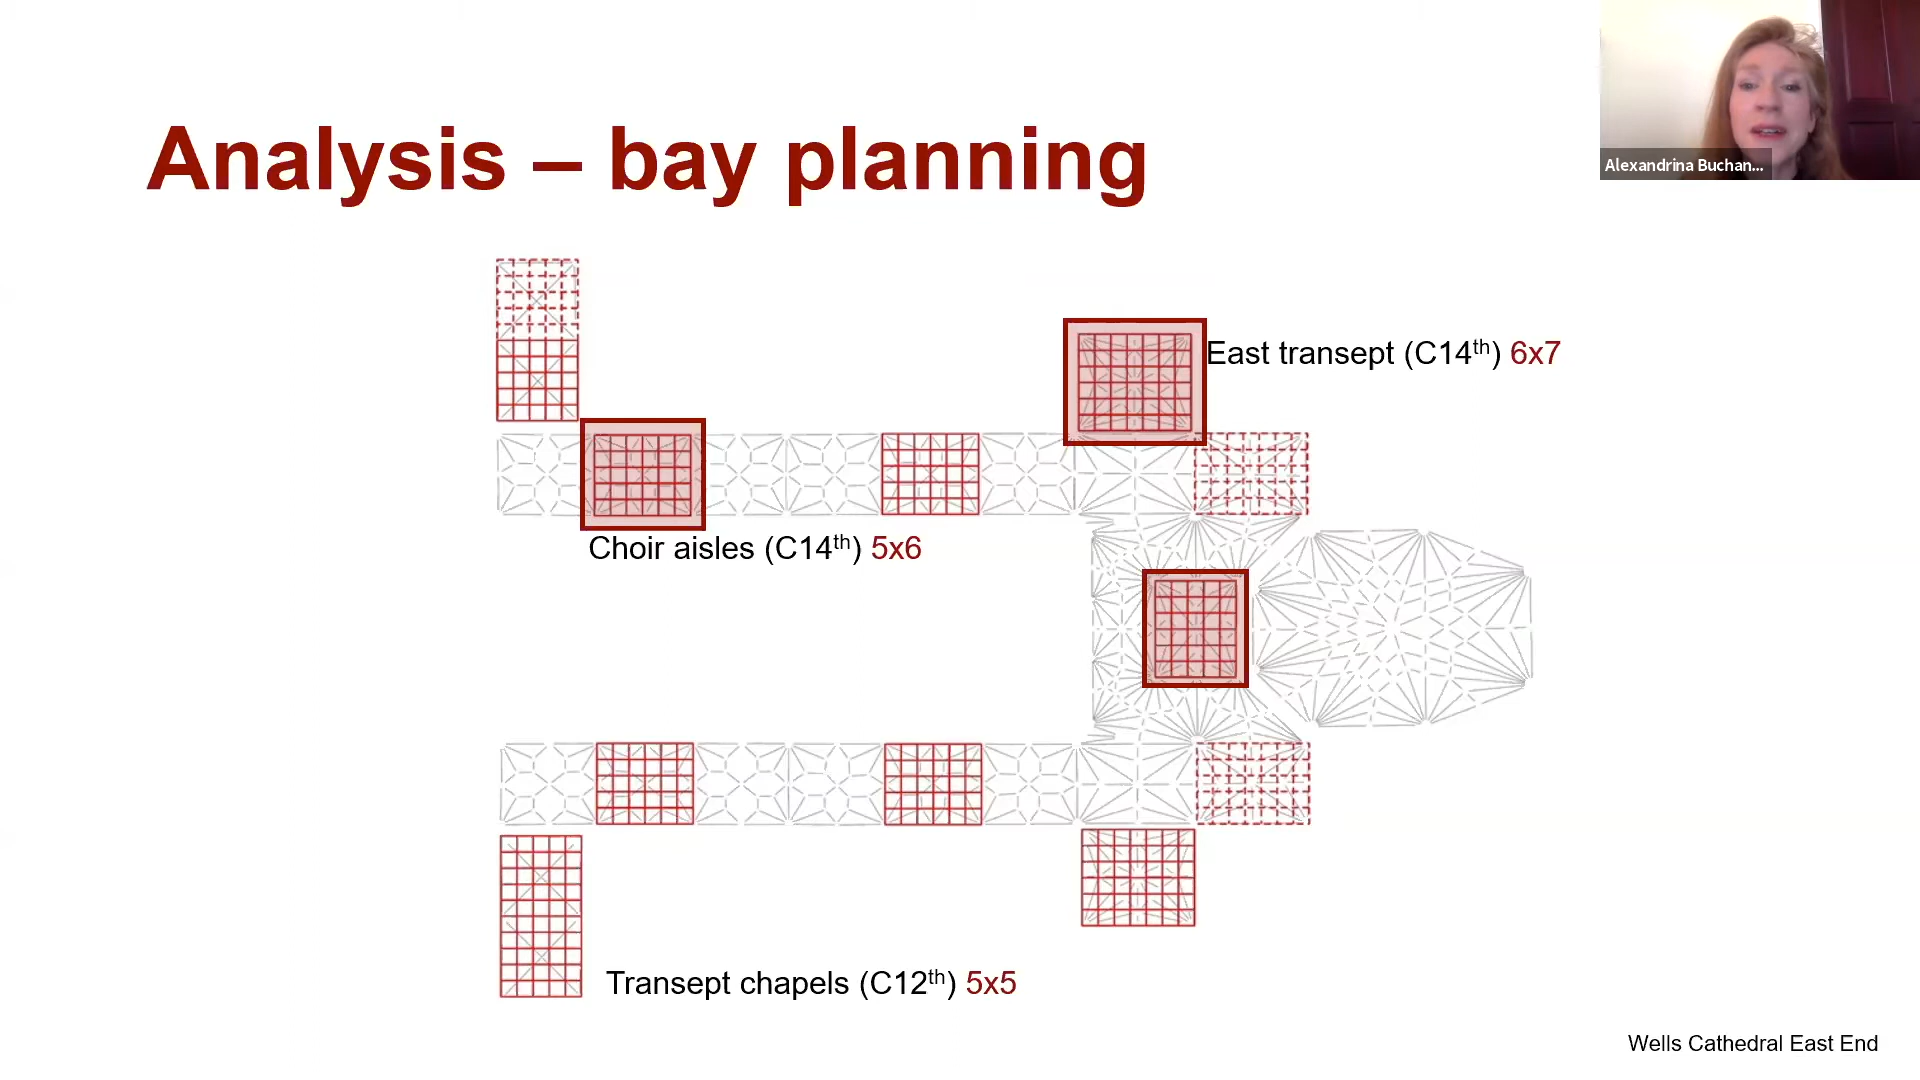 Analysis – bay planning
Alexandrina Buchan...
East transept (C14th) 6x7
Choir aisles (C14th) 5x6
Transept chapels (C12th) 5x5
Wells Cathedral East End